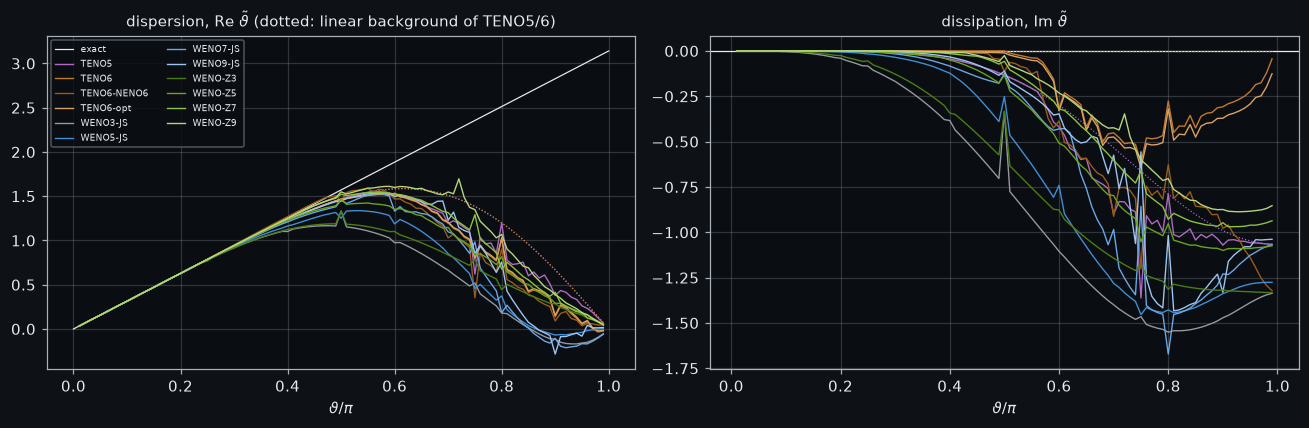 dispersion, Re ϑ̃ (dotted: linear background of TENO5/6)
3.0
2.5
2.0
1.5
1.0
0.5
0.0
exact
TENO5
TENO6
TENO6-NENO6
TENO6-opt
WENO3-JS
WENO5-JS
WENO7-JS
WENO9-JS
WENO-Z3
WENO-Z5
WENO-Z7
WENO-Z9
0.0 0.2 0.4 0.6 0.8 1.0
ϑ/π
dissipation, Im ϑ̃
0.00
−0.25
−0.50
−0.75
−1.00
−1.25
−1.50
−1.75
0.0 0.2 0.4 0.6 0.8 1.0
ϑ/π